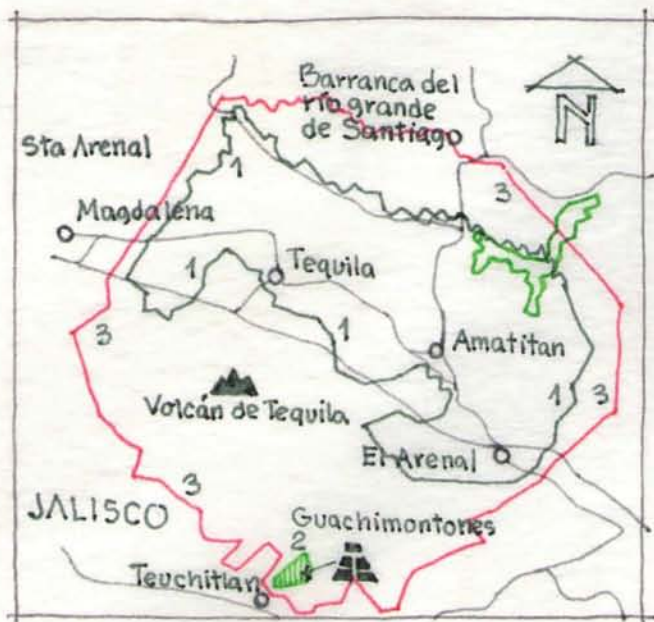 Barranca del
río grande
de Santiago
N
Sta Arenal
1
3
Magdalena
1
Tequila
1
3
Amatitan
1
3
Volcán de Tequila
El Arenal
3
JALISCO
Guachimontones
2
Teuchitlan